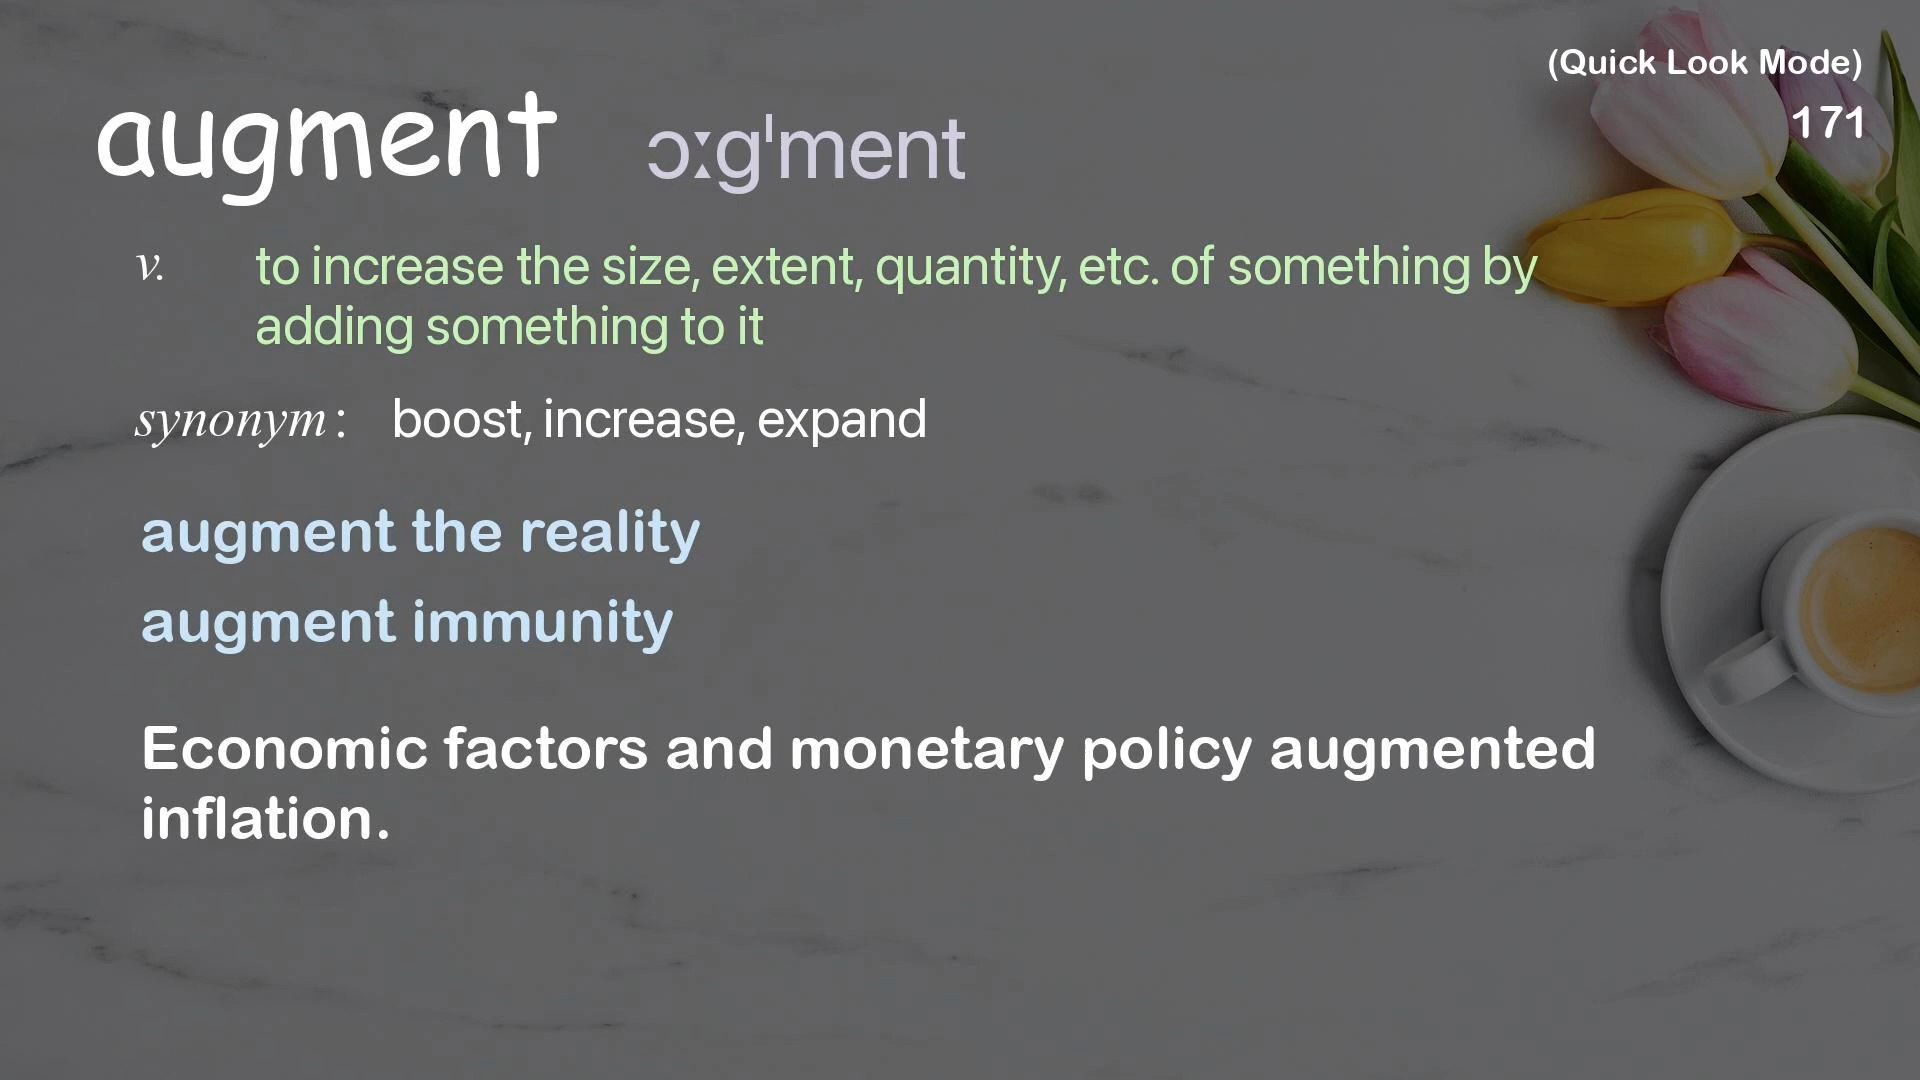 (Quick Look Mode)
171
augment ɔːgˈment
v. to increase the size, extent, quantity, etc. of something by
adding something to it
synonym: boost, increase, expand
augment the reality
augment immunity
Economic factors and monetary policy augmented
inflation.